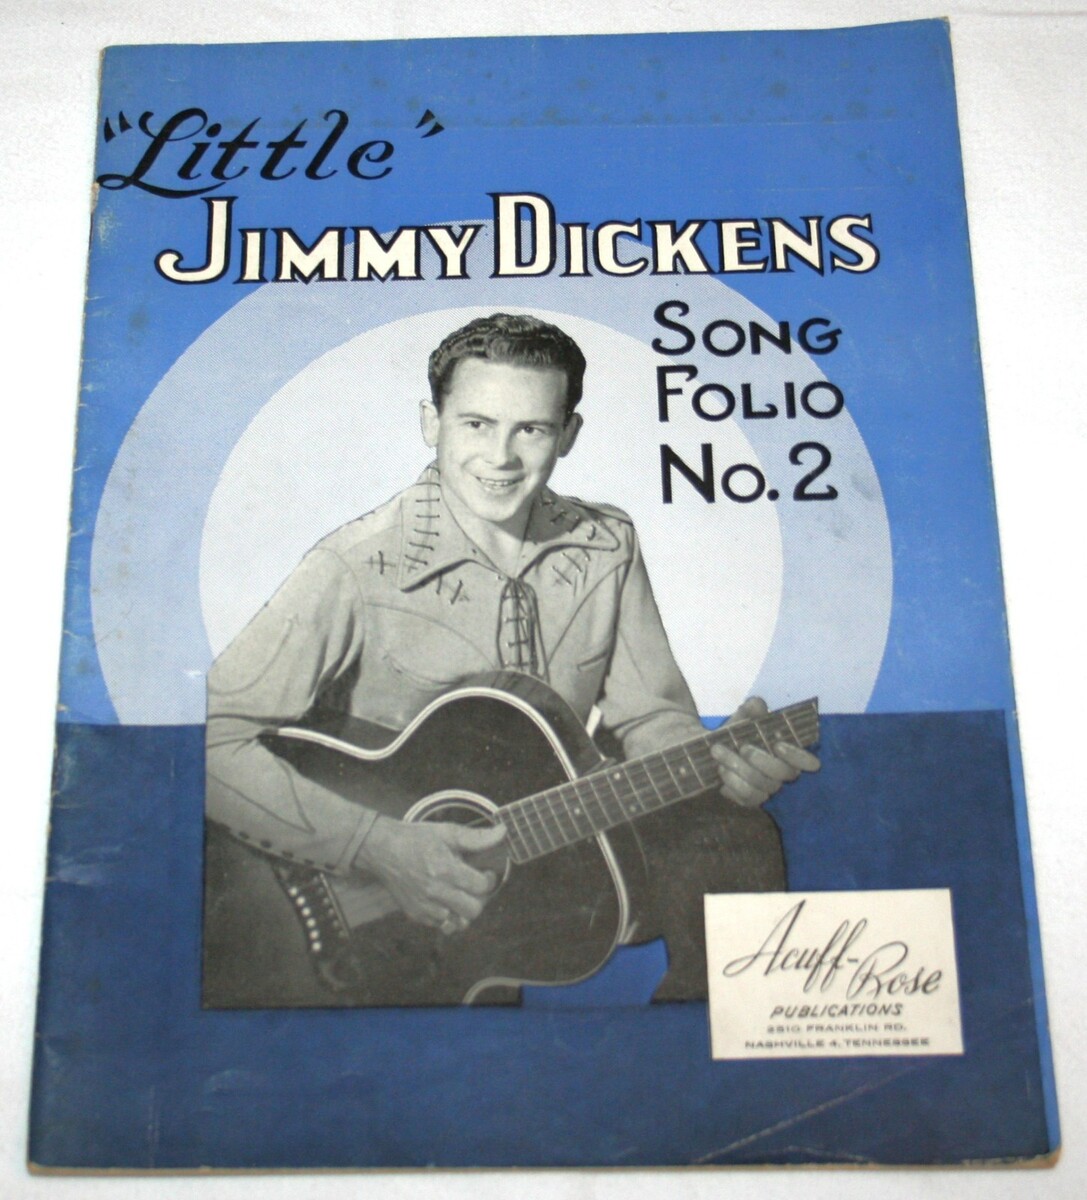 "Little"
JIMMY DICKENS
SONG
FOLIO
No. 2
Acuff-Rose
PUBLICATIONS
2510 FRANKLIN RD.
NASHVILLE 4, TENNESSEE